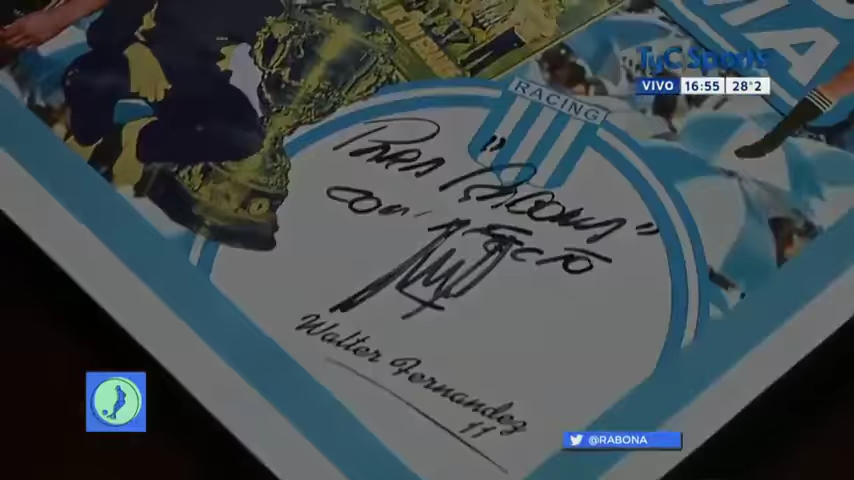 TyC Sports
VIVO 16:55 28°2
RACING
PARA "RABONA"
CON AFECTO
Walter Fernandez
11
@RABONA